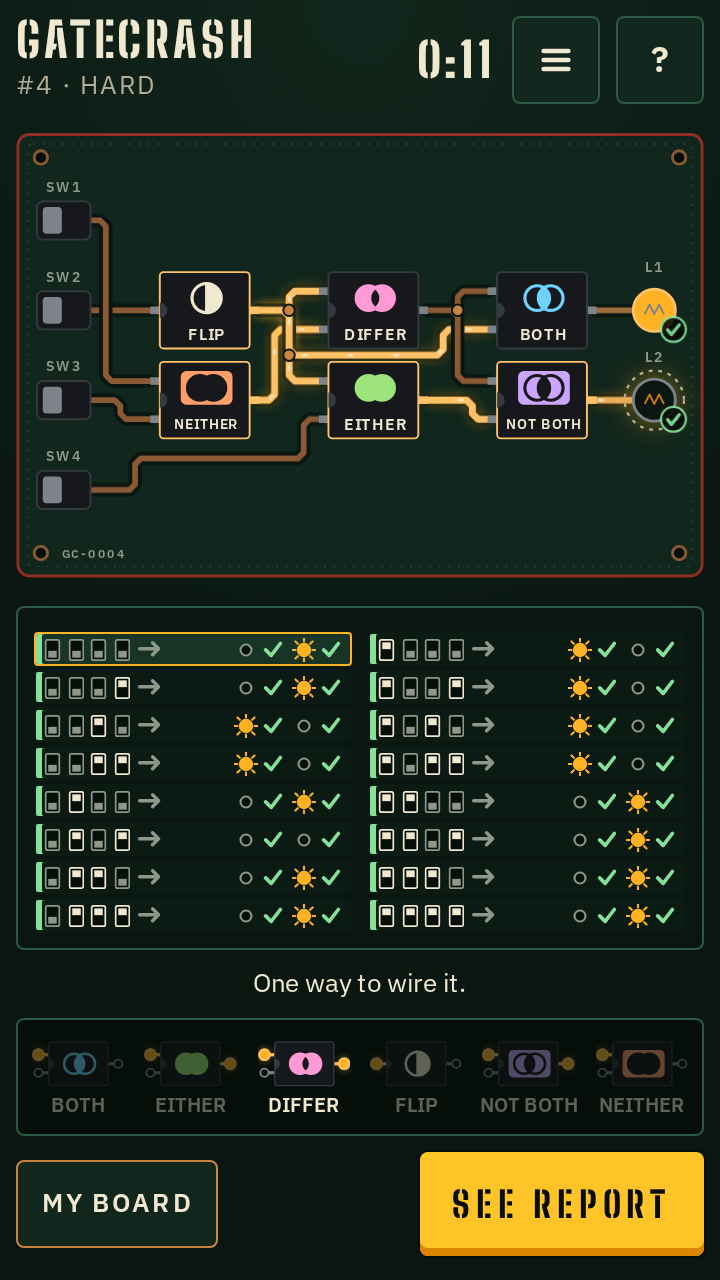 GATECRASH
#4 · HARD
0:11
?
SW1
SW2
SW3
SW4
L1
L2
FLIP
DIFFER
BOTH
NEITHER
EITHER
NOT BOTH
GC-0004
One way to wire it.
BOTH
EITHER
DIFFER
FLIP
NOT BOTH
NEITHER
MY BOARD
SEE REPORT